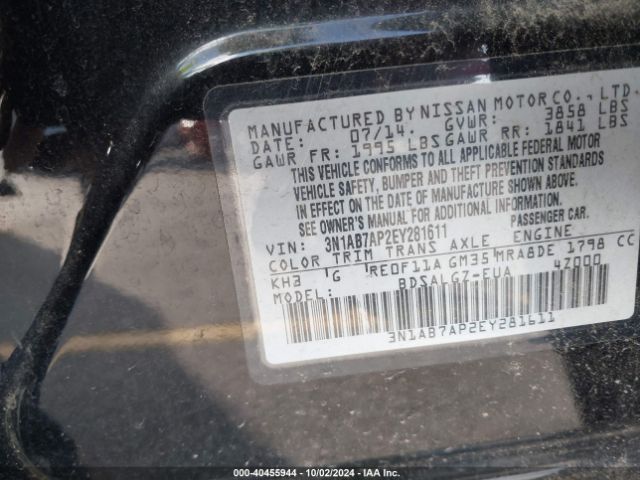 MANUFACTURED BY NISSAN MOTOR CO., LTD.
DATE: 07/14. GVWR: 3858 LBS
GAWR FR: 1995 LBS GAWR RR: 1841 LBS
THIS VEHICLE CONFORMS TO ALL APPLICABLE FEDERAL MOTOR
VEHICLE SAFETY, BUMPER AND THEFT PREVENTION STANDARDS
IN EFFECT ON THE DATE OF MANUFACTURE SHOWN ABOVE.
SEE OWNER'S MANUAL FOR ADDITIONAL INFORMATION.
VIN: 3N1AB7AP2EY281611 PASSENGER CAR.
COLOR TRIM TRANS AXLE ENGINE
KH3 'G 'RE0F11A GM35 MRA8DE 1798 CC
MODEL: BDSALGZ-EUA 42000
3N1AB7AP2EY281611
000-40455944 | 10/02/2024 | IAA Inc.